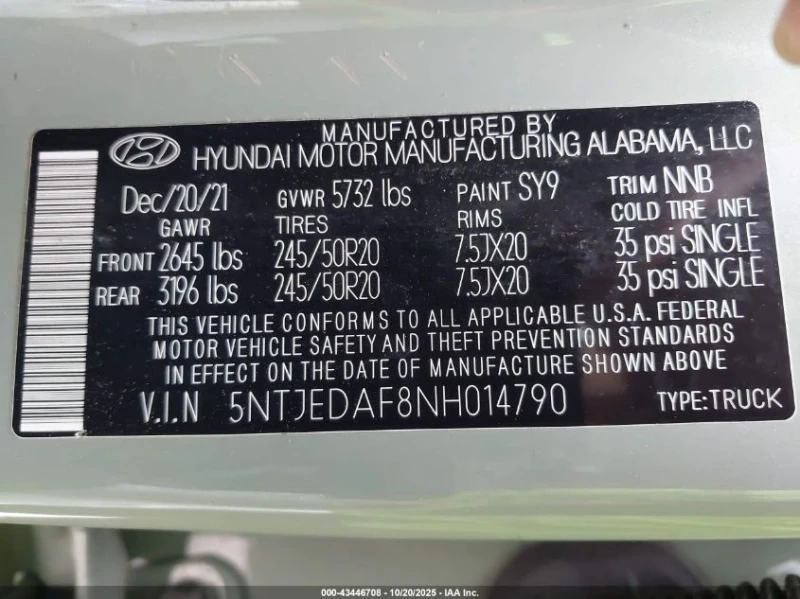 MANUFACTURED BY
HYUNDAI MOTOR MANUFACTURING ALABAMA, LLC
Dec/20/21 GVWR 5732 lbs PAINT SY9 TRIM NNB
GAWR TIRES RIMS COLD TIRE INFL
FRONT 2645 lbs 245/50R20 7.5JX20 35 psi SINGLE
REAR 3196 lbs 245/50R20 7.5JX20 35 psi SINGLE
THIS VEHICLE CONFORMS TO ALL APPLICABLE U.S.A. FEDERAL
MOTOR VEHICLE SAFETY AND THEFT PREVENTION STANDARDS
IN EFFECT ON THE DATE OF MANUFACTURE SHOWN ABOVE
V.I.N 5NTJEDAF8NH014790 TYPE:TRUCK
000-43446708 - 10/20/2025 - IAA Inc.